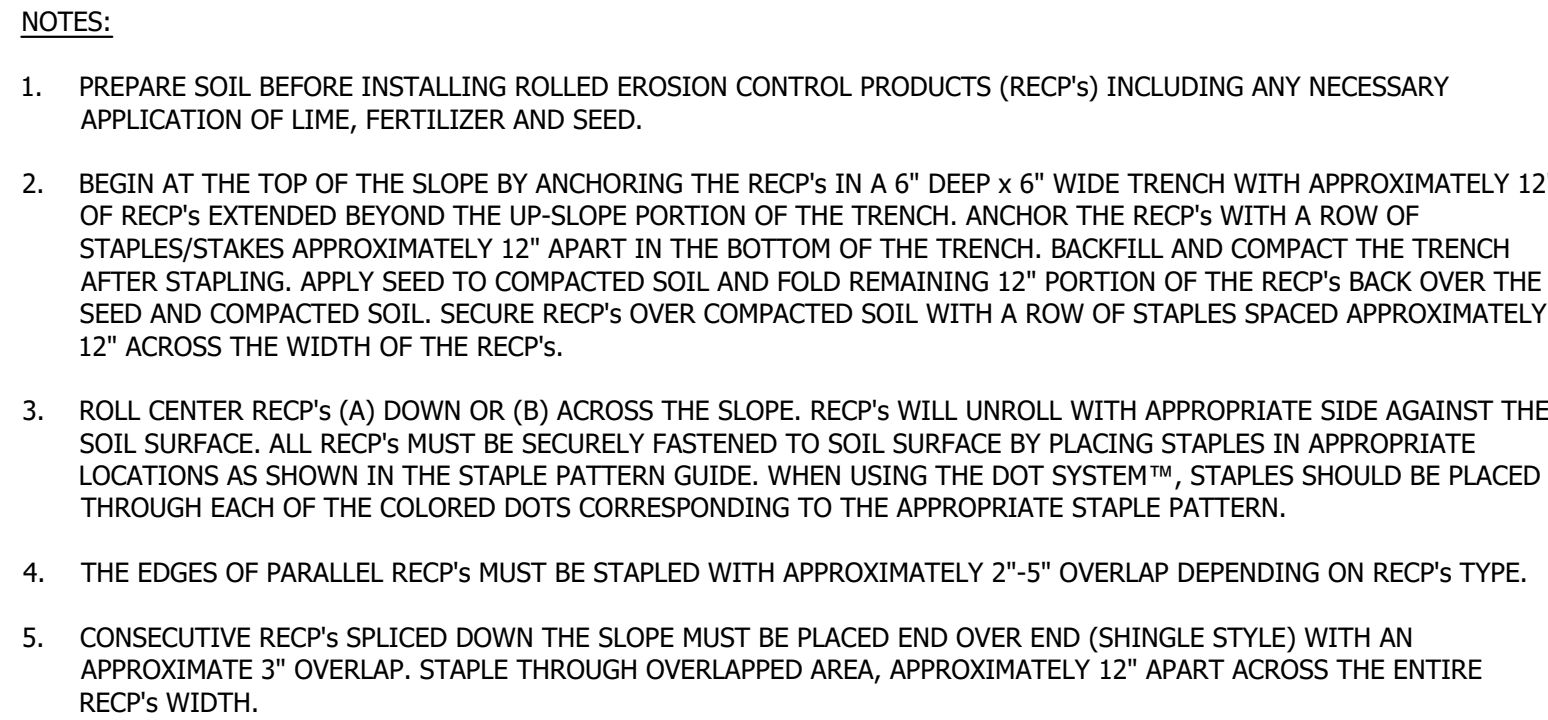 NOTES:
1. PREPARE SOIL BEFORE INSTALLING ROLLED EROSION CONTROL PRODUCTS (RECP's) INCLUDING ANY NECESSARY
APPLICATION OF LIME, FERTILIZER AND SEED.
2. BEGIN AT THE TOP OF THE SLOPE BY ANCHORING THE RECP's IN A 6" DEEP x 6" WIDE TRENCH WITH APPROXIMATELY 12"
OF RECP's EXTENDED BEYOND THE UP-SLOPE PORTION OF THE TRENCH. ANCHOR THE RECP's WITH A ROW OF
STAPLES/STAKES APPROXIMATELY 12" APART IN THE BOTTOM OF THE TRENCH. BACKFILL AND COMPACT THE TRENCH
AFTER STAPLING. APPLY SEED TO COMPACTED SOIL AND FOLD REMAINING 12" PORTION OF THE RECP's BACK OVER THE
SEED AND COMPACTED SOIL. SECURE RECP's OVER COMPACTED SOIL WITH A ROW OF STAPLES SPACED APPROXIMATELY
12" ACROSS THE WIDTH OF THE RECP's.
3. ROLL CENTER RECP's (A) DOWN OR (B) ACROSS THE SLOPE. RECP's WILL UNROLL WITH APPROPRIATE SIDE AGAINST THE
SOIL SURFACE. ALL RECP's MUST BE SECURELY FASTENED TO SOIL SURFACE BY PLACING STAPLES IN APPROPRIATE
LOCATIONS AS SHOWN IN THE STAPLE PATTERN GUIDE. WHEN USING THE DOT SYSTEM™, STAPLES SHOULD BE PLACED
THROUGH EACH OF THE COLORED DOTS CORRESPONDING TO THE APPROPRIATE STAPLE PATTERN.
4. THE EDGES OF PARALLEL RECP's MUST BE STAPLED WITH APPROXIMATELY 2"-5" OVERLAP DEPENDING ON RECP's TYPE.
5. CONSECUTIVE RECP's SPLICED DOWN THE SLOPE MUST BE PLACED END OVER END (SHINGLE STYLE) WITH AN
APPROXIMATE 3" OVERLAP. STAPLE THROUGH OVERLAPPED AREA, APPROXIMATELY 12" APART ACROSS THE ENTIRE
RECP's WIDTH.